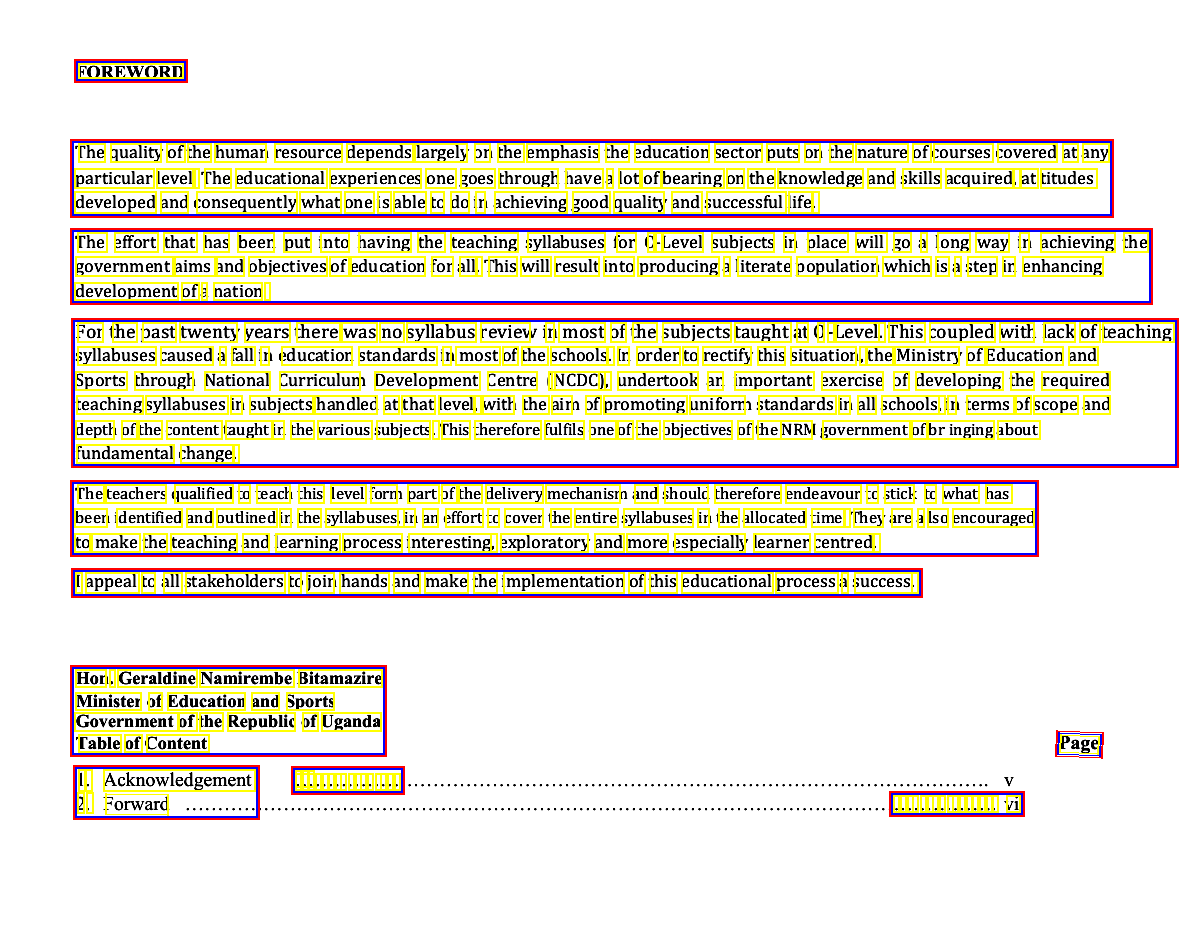 FOREWORD
The quality of the human resource depends largely on the emphasis the education sector puts on the nature of courses covered at any
particular level. The educational experiences one goes through have a lot of bearing on the knowledge and skills acquired, at titudes
developed and consequently what one is able to do in achieving good quality and successful life.
The effort that has been put into having the teaching syllabuses for O-Level subjects in place will go a long way in achieving the
government aims and objectives of education for all. This will result into producing a literate population which is a step in enhancing
development of a nation.
For the past twenty years there was no syllabus review in most of the subjects taught at O-Level. This coupled with lack of teaching
syllabuses caused a fall in education standards in most of the schools. In order to rectify this situation, the Ministry of Education and
Sports through National Curriculum Development Centre (NCDC), undertook an important exercise of developing the required
teaching syllabuses in subjects handled at that level, with the aim of promoting uniform standards in all schools, in terms of scope and
depth of the content taught in the various subjects. This therefore fulfils one of the objectives of the NRM government of br inging about
fundamental change.
The teachers qualified to teach this level form part of the delivery mechanism and should therefore endeavour to stick to what has
been identified and outlined in the syllabuses, in an effort to cover the entire syllabuses in the allocated time. They are a lso encouraged
to make the teaching and learning process interesting, exploratory and more especially learner centred.
I appeal to all stakeholders to join hands and make the implementation of this educational process a success.
Hon. Geraldine Namirembe Bitamazire
Minister of Education and Sports
Government of the Republic of Uganda
Table of Content
Page
1. Acknowledgement ……………………………………………………………………………………………. v
2. Forward …………………………………………………………………………………………………………… vi